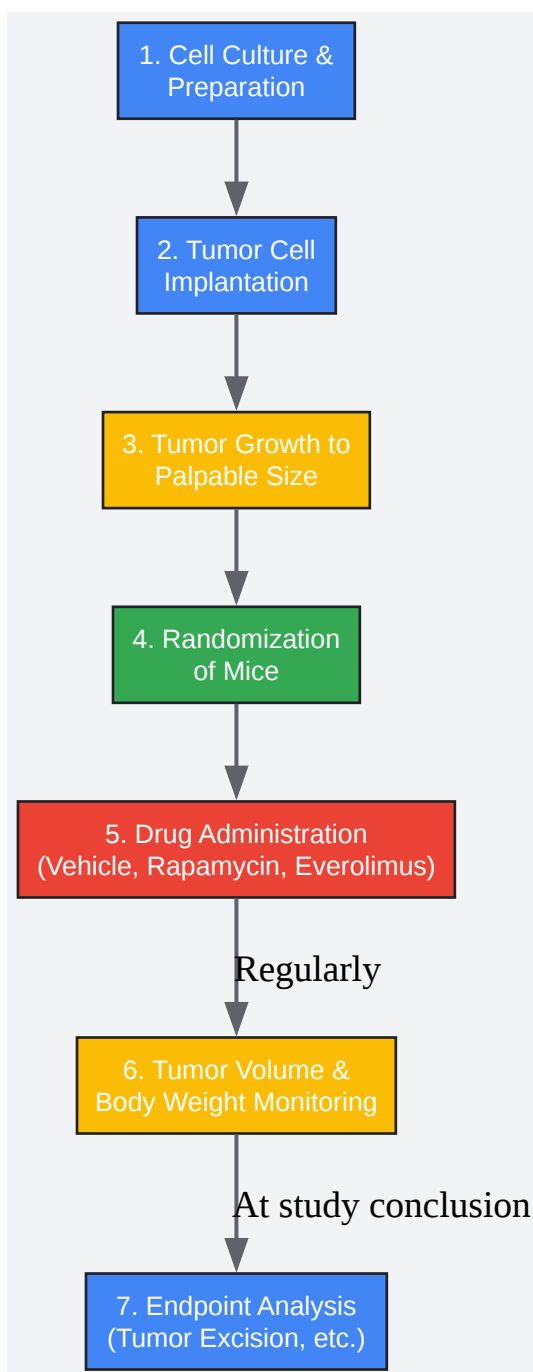 1. Cell Culture &
Preparation
2. Tumor Cell
Implantation
3. Tumor Growth to
Palpable Size
4. Randomization
of Mice
5. Drug Administration
(Vehicle, Rapamycin, Everolimus)
Regularly
6. Tumor Volume &
Body Weight Monitoring
At study conclusion
7. Endpoint Analysis
(Tumor Excision, etc.)